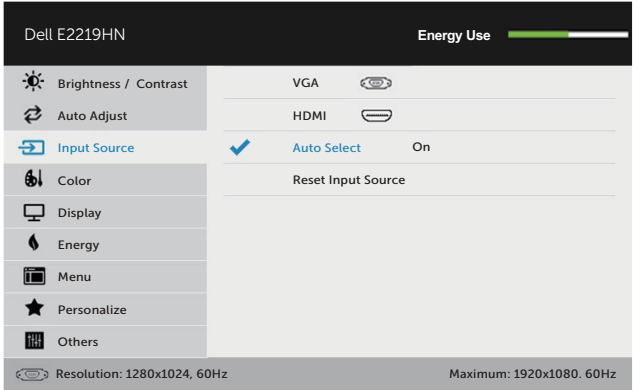 Dell E2219HN Energy Use
Brightness / Contrast VGA
Auto Adjust HDMI
Input Source Auto Select On
Color Reset Input Source
Display
Energy
Menu
Personalize
Others
Resolution: 1280x1024, 60Hz Maximum: 1920x1080. 60Hz